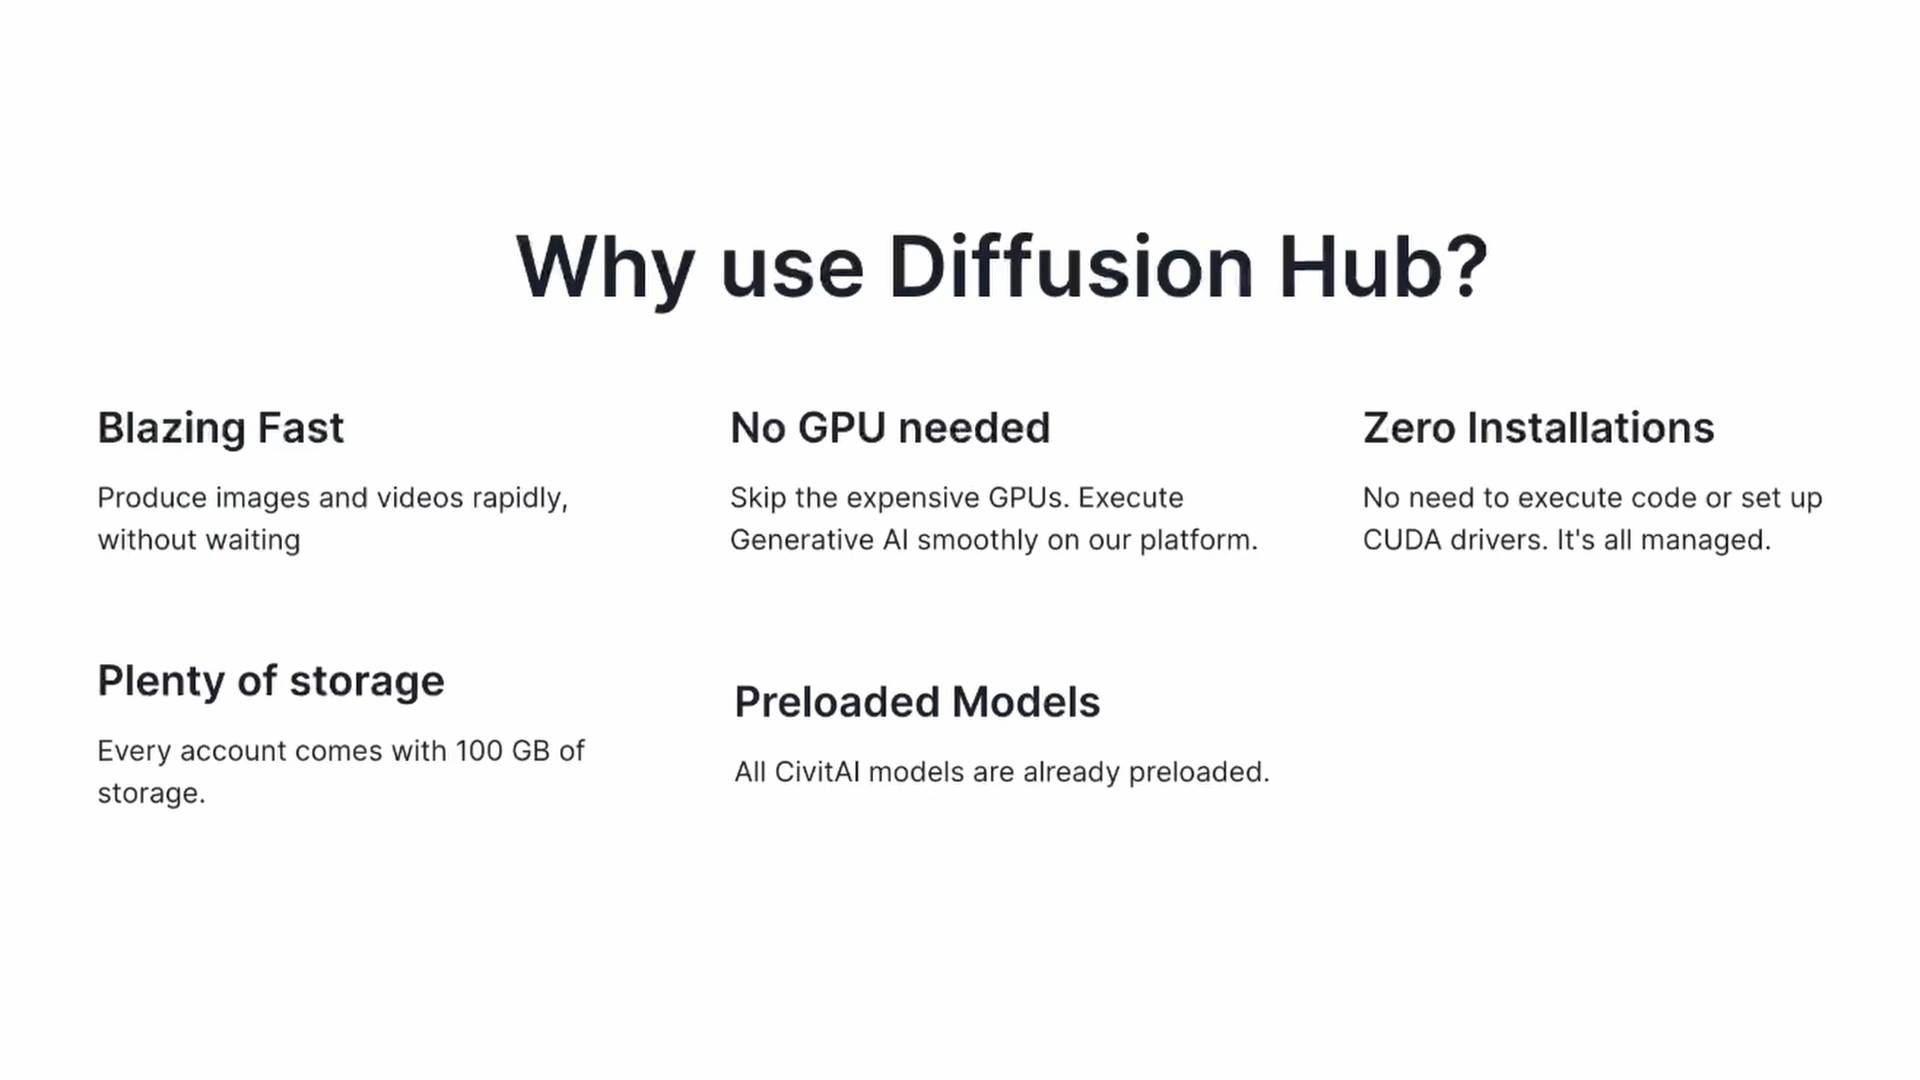 Why use Diffusion Hub?
Blazing Fast
Produce images and videos rapidly,
without waiting
No GPU needed
Skip the expensive GPUs. Execute
Generative AI smoothly on our platform.
Zero Installations
No need to execute code or set up
CUDA drivers. It's all managed.
Plenty of storage
Every account comes with 100 GB of
storage.
Preloaded Models
All CivitAI models are already preloaded.